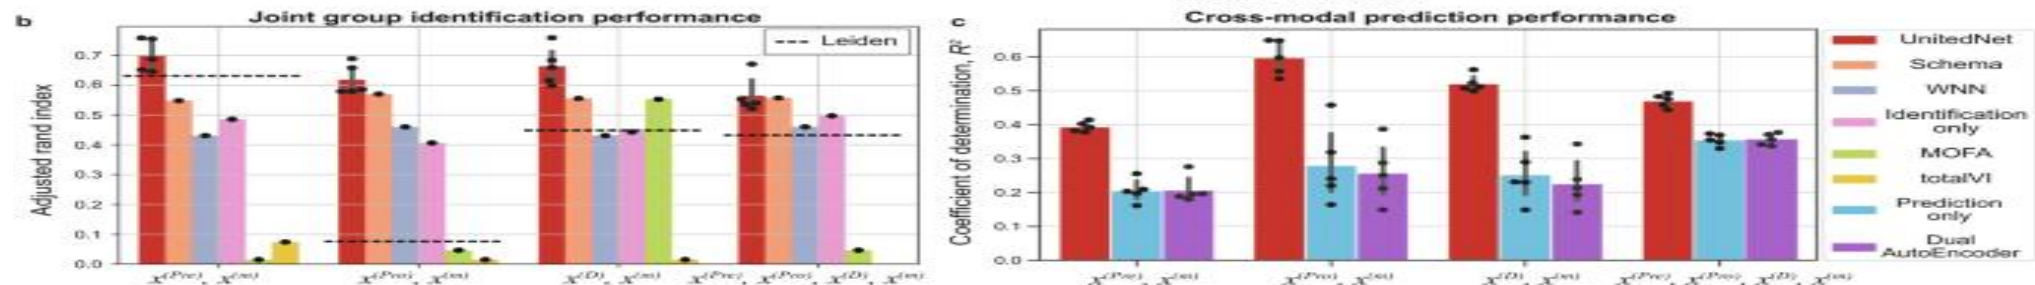 b
Joint group identification performance
Adjusted rand index
0.7
0.6
0.5
0.4
0.3
0.2
0.1
0.0
Leiden
c
Cross-modal prediction performance
Coefficient of determination, R²
0.6
0.5
0.4
0.3
0.2
0.1
0.0
UnitedNet
Schema
WNN
Identification
only
MOFA
totalVI
Prediction
only
Dual
AutoEncoder